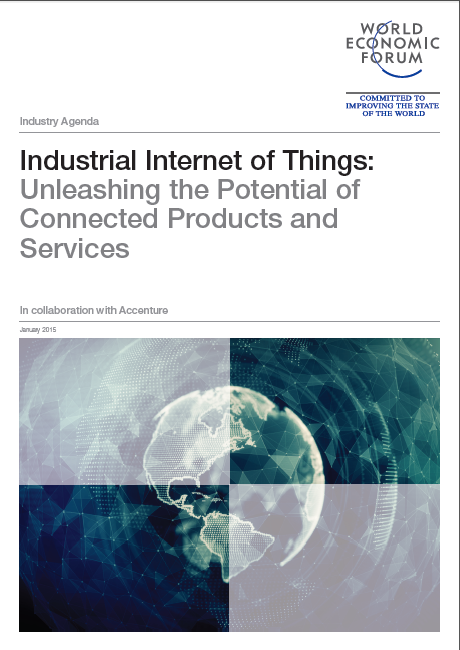 WORLD
ECONOMIC
FORUM
COMMITTED TO
IMPROVING THE STATE
OF THE WORLD
Industry Agenda
Industrial Internet of Things:
Unleashing the Potential of
Connected Products and
Services
In collaboration with Accenture
January 2015